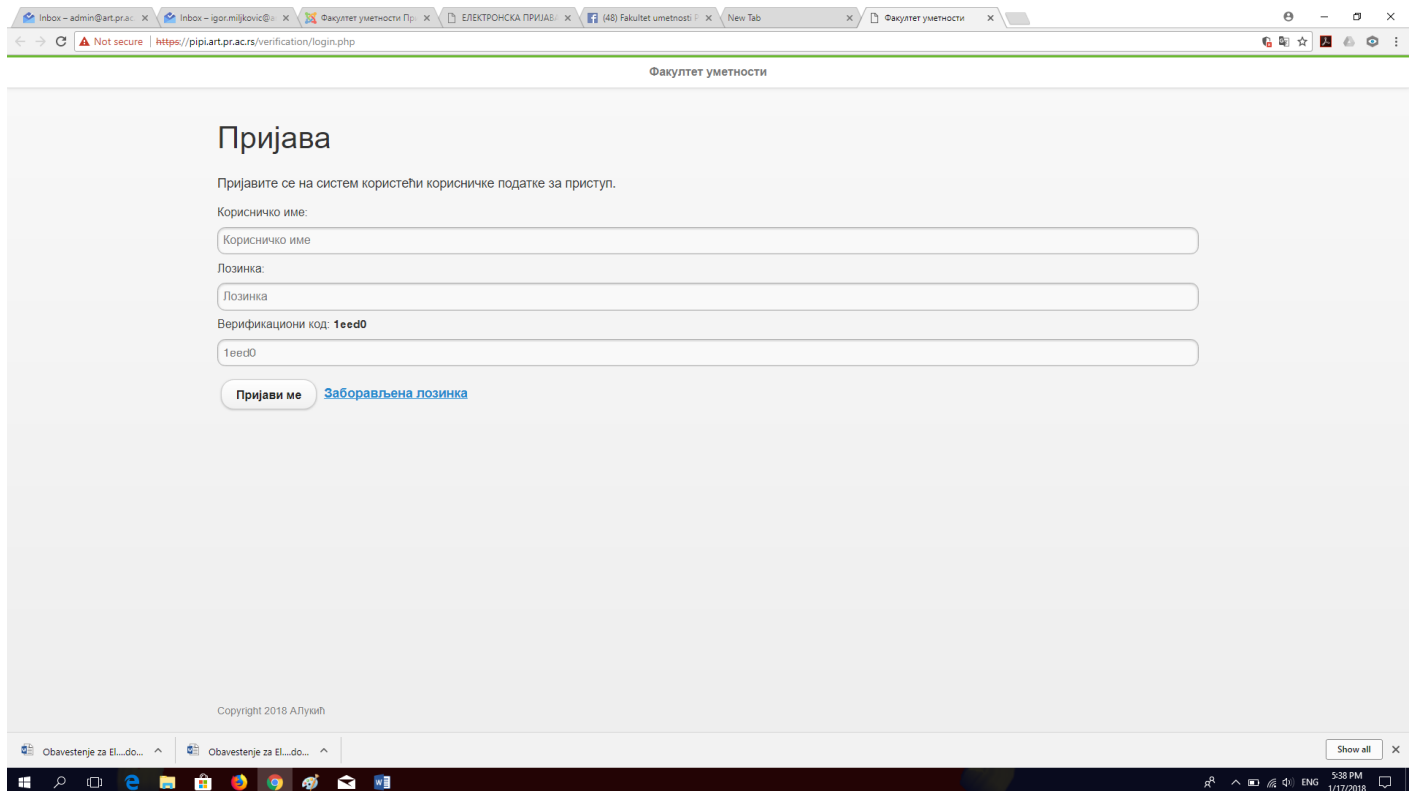 Inbox – admin@art.pr.ac
Inbox – igor.miljkovic@a
Факултет уметности Пр
ЕЛЕКТРОНСКА ПРИЈАВА
(48) Fakultet umetnosti P
New Tab
Факултет уметности
Not secure | https://pipi.art.pr.ac.rs/verification/login.php
Факултет уметности
Пријава
Пријавите се на систем користећи корисничке податке за приступ.
Корисничко име:
Корисничко име
Лозинка:
Лозинка
Верификациони код: 1eed0
1eed0
Пријави ме Заборављена лозинка
Copyright 2018 АЛукић
Obavestenje za El....do... Obavestenje za El....do... Show all
ENG 5:38 PM
1/17/2018